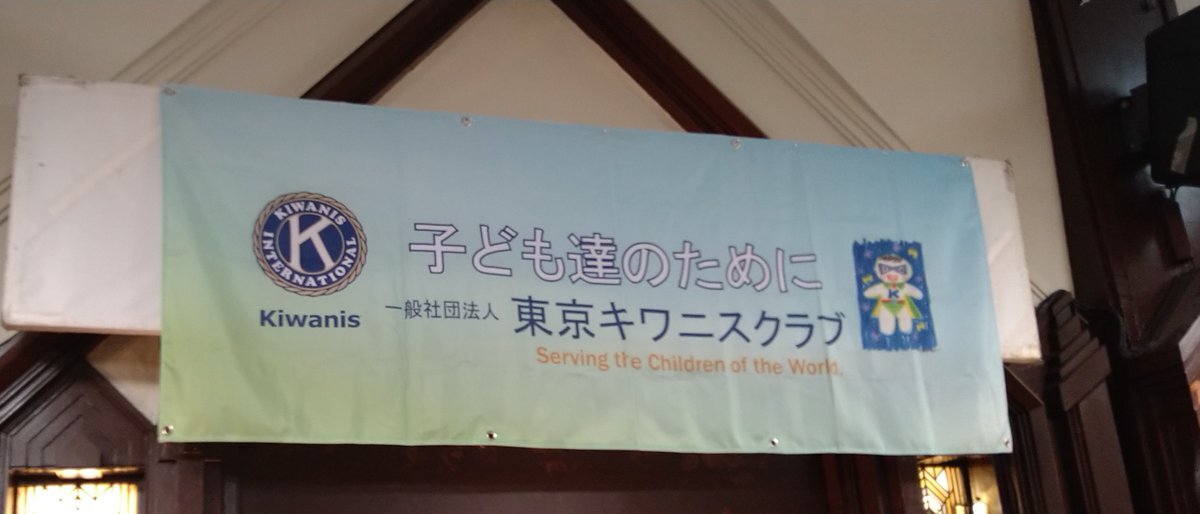 KIWANIS
INTERNATIONAL
K
Kiwanis
子ども達のために
一般社団法人 東京キワニスクラブ
Serving the Children of the World.
K